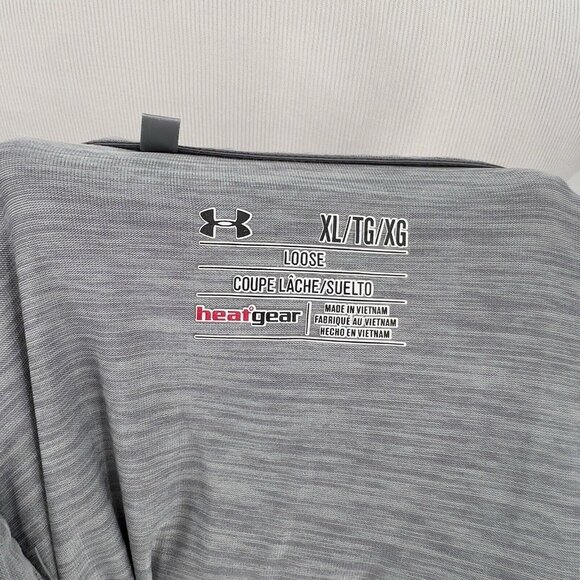 XL/TG/XG
LOOSE
COUPE LÂCHE/SUELTO
heatgear
MADE IN VIETNAM
FABRIQUÉ AU VIETNAM
HECHO EN VIETNAM